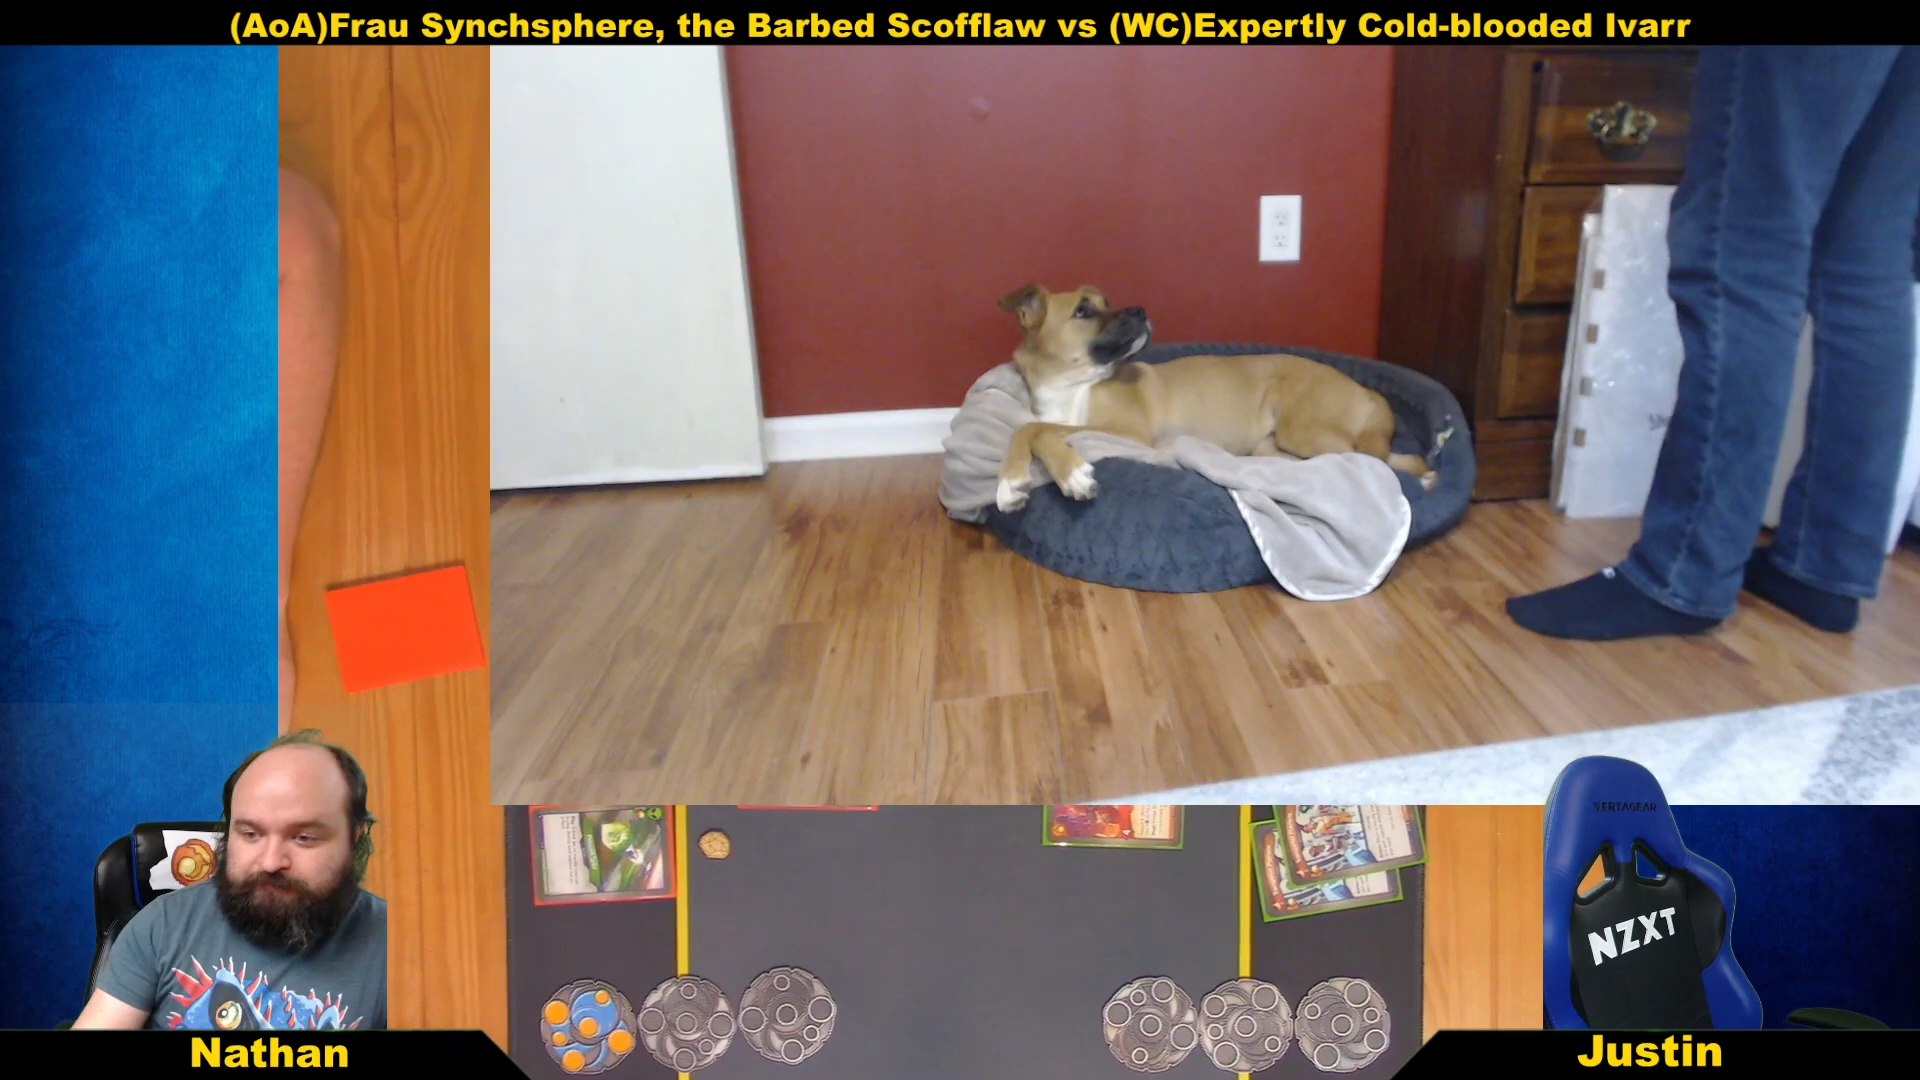 (AoA)Frau Synchsphere, the Barbed Scofflaw vs (WC)Expertly Cold-blooded Ivarr
VERTAGEAR
NZXT
Nathan
Justin